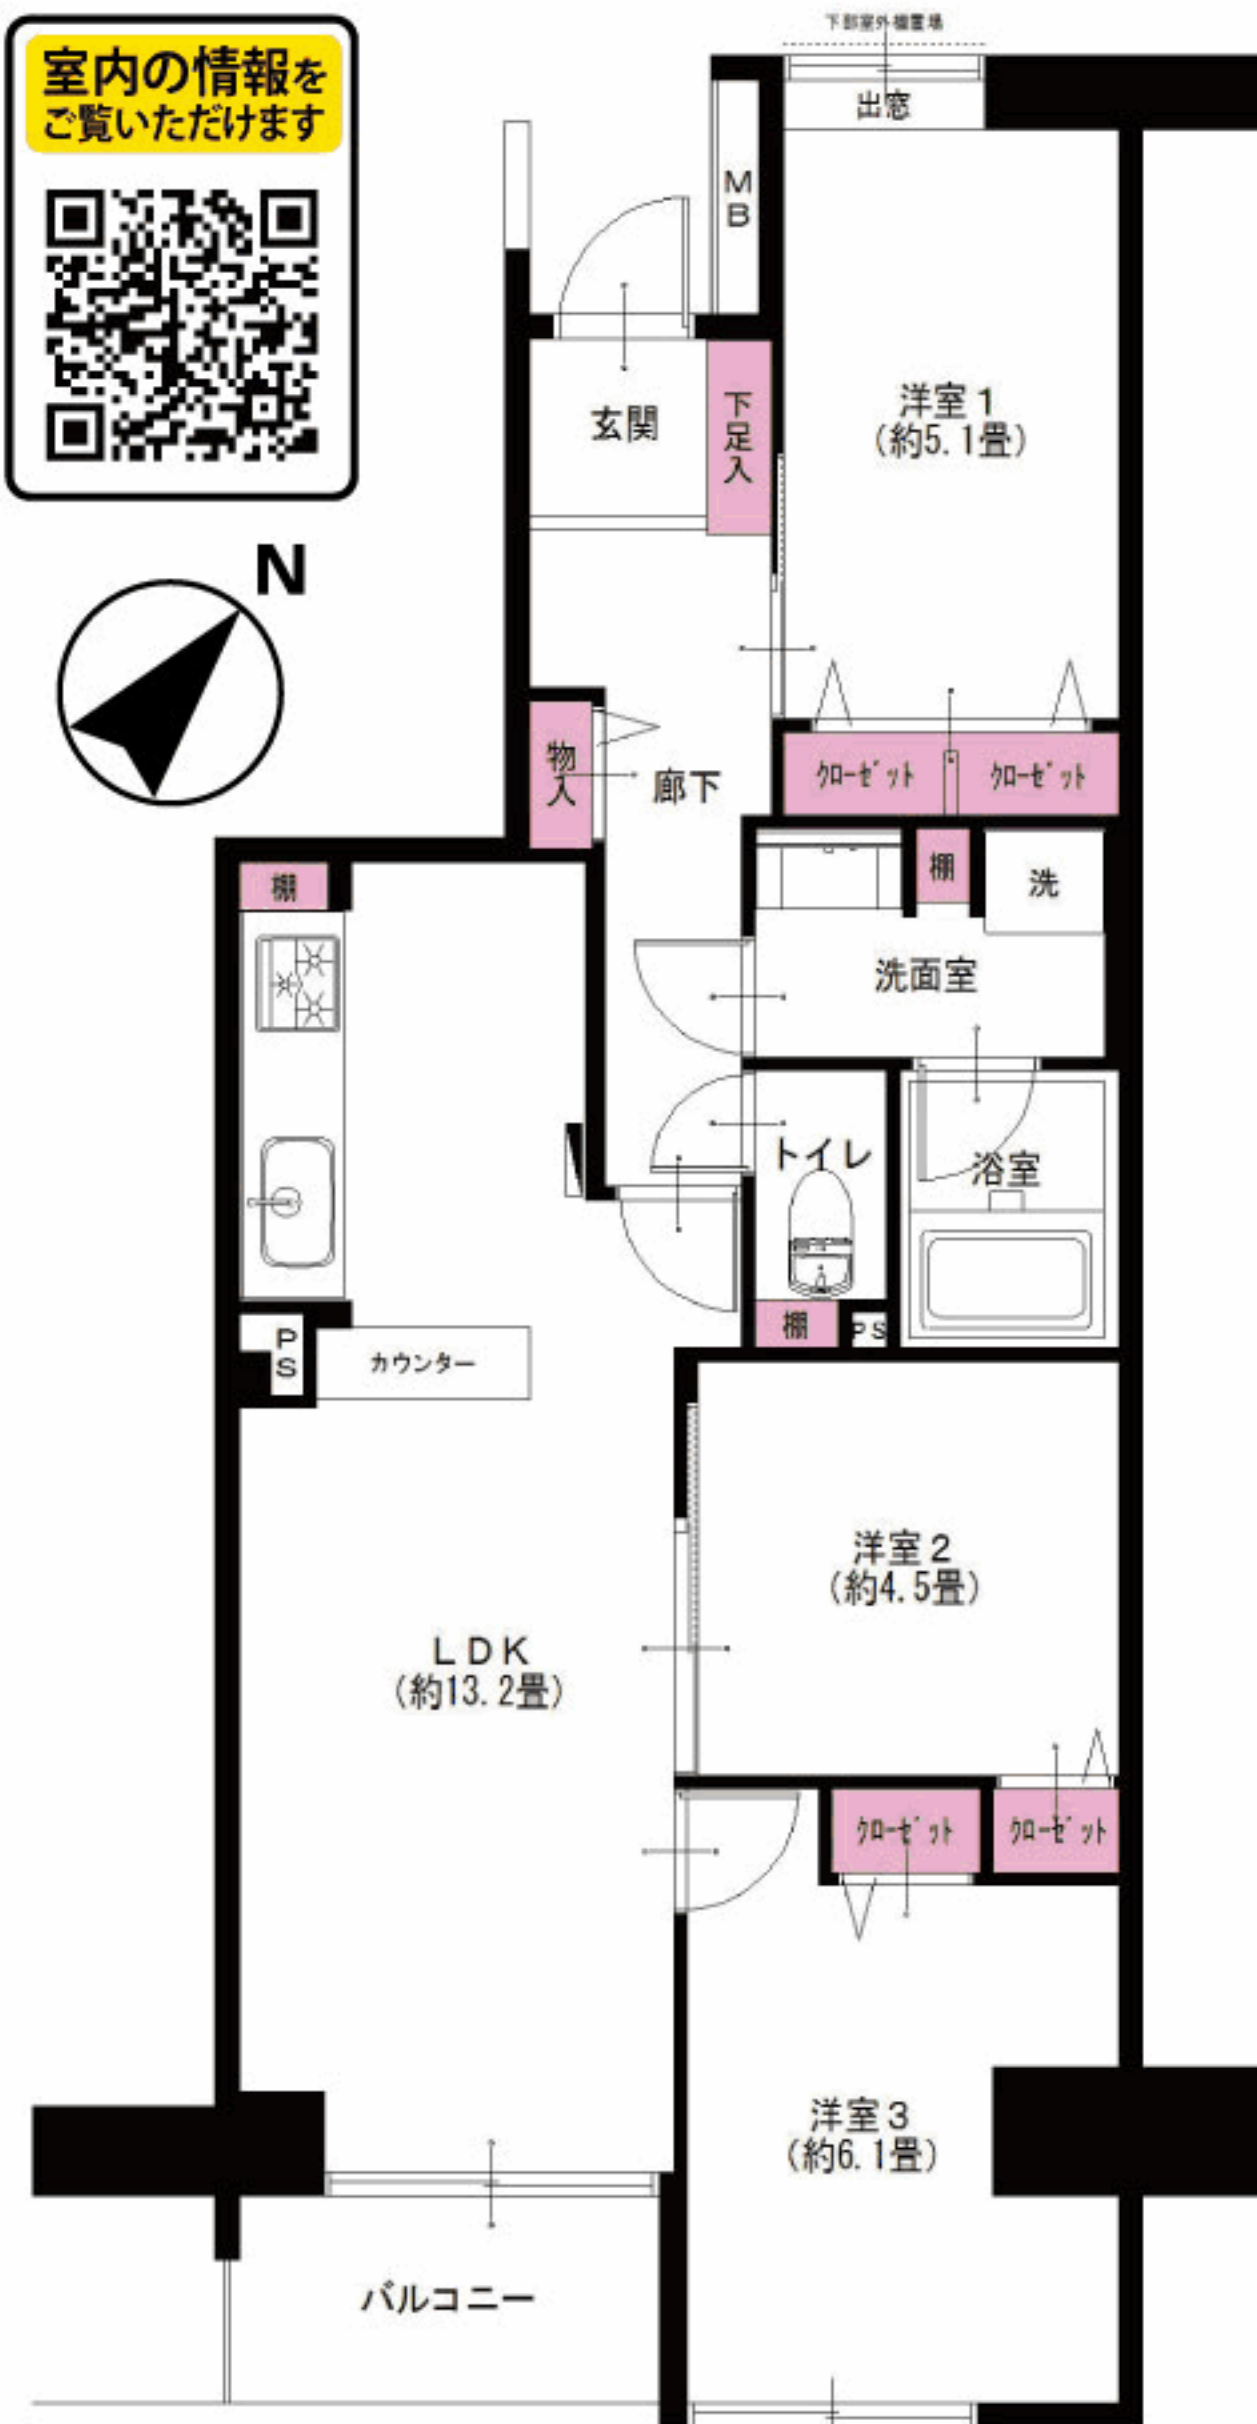 室内の情報を
ご覧いただけます
N
下部室外機置場
出窓
MB
玄関
下足入
洋室1
(約5.1畳)
物入
廊下
クローゼット
クローゼット
棚
棚
洗
洗面室
トイレ
浴室
棚
PS
PS
カウンター
洋室2
(約4.5畳)
LDK
(約13.2畳)
クローゼット
クローゼット
洋室3
(約6.1畳)
バルコニー